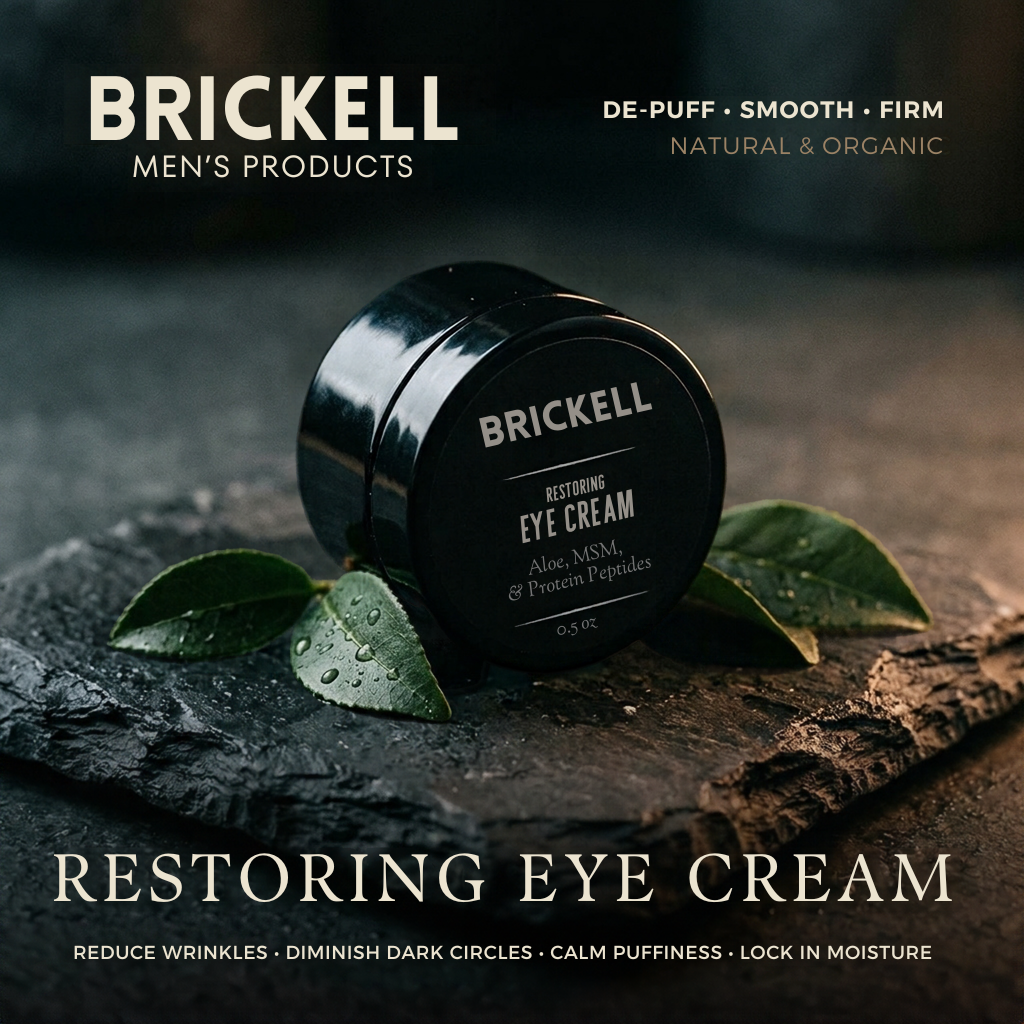 BRICKELL
MEN'S PRODUCTS
DE-PUFF • SMOOTH • FIRM
NATURAL & ORGANIC
BRICKELL
RESTORING
EYE CREAM
Aloe, MSM,
& Protein Peptides
0.5 oz
RESTORING EYE CREAM
REDUCE WRINKLES • DIMINISH DARK CIRCLES • CALM PUFFINESS • LOCK IN MOISTURE